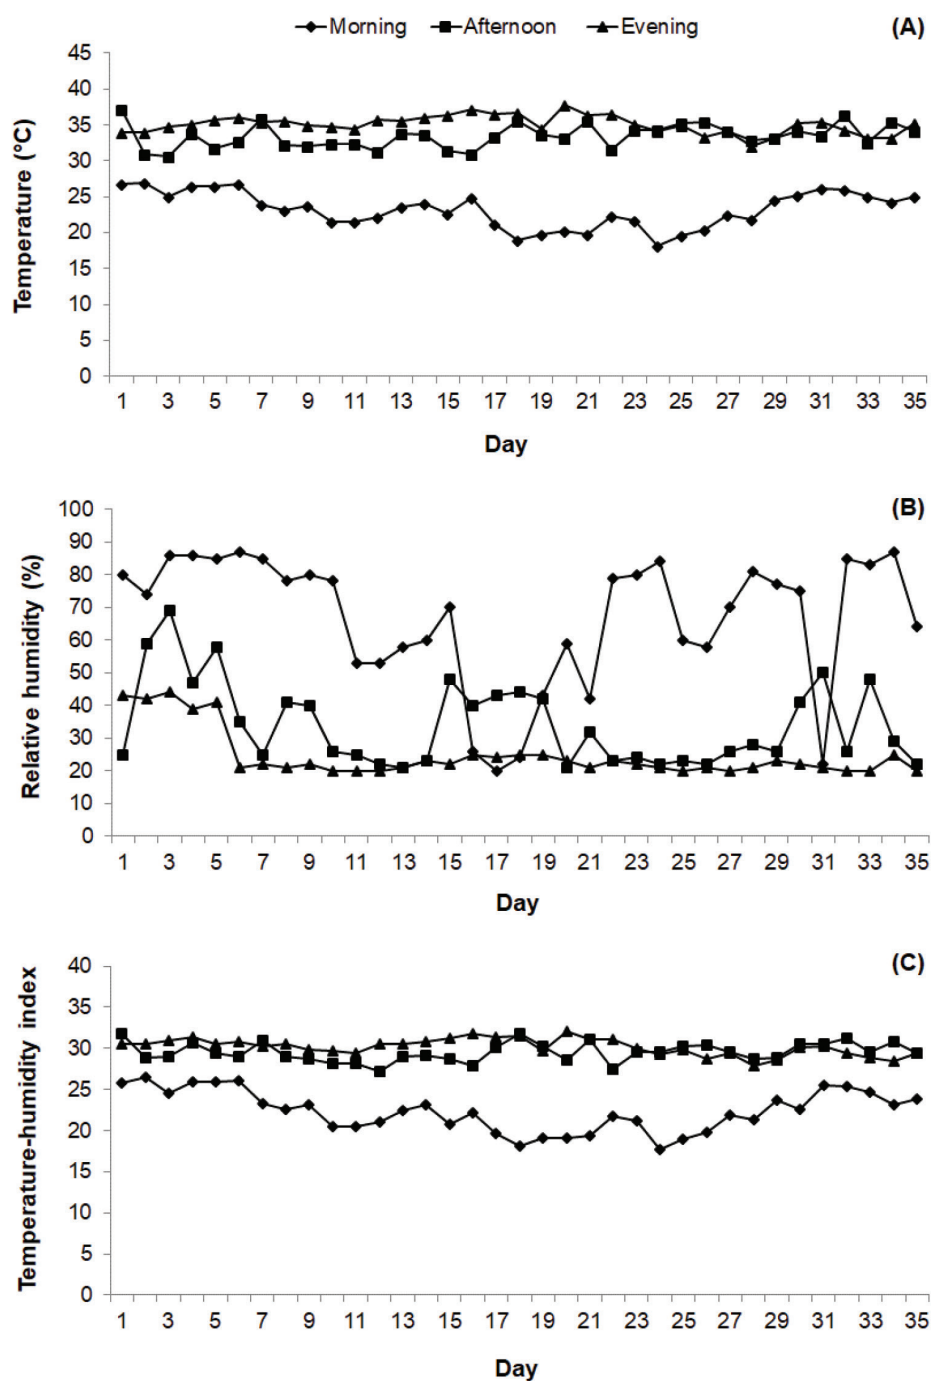 Morning Afternoon Evening (A)
45
40
35
30
25
20
15
10
5
0
Temperature (°C)
1 3 5 7 9 11 13 15 17 19 21 23 25 27 29 31 33 35
Day
(B)
100
90
80
70
60
50
40
30
20
10
0
Relative humidity (%)
1 3 5 7 9 11 13 15 17 19 21 23 25 27 29 31 33 35
Day
(C)
40
35
30
25
20
15
10
5
0
Temperature-humidity index
1 3 5 7 9 11 13 15 17 19 21 23 25 27 29 31 33 35
Day